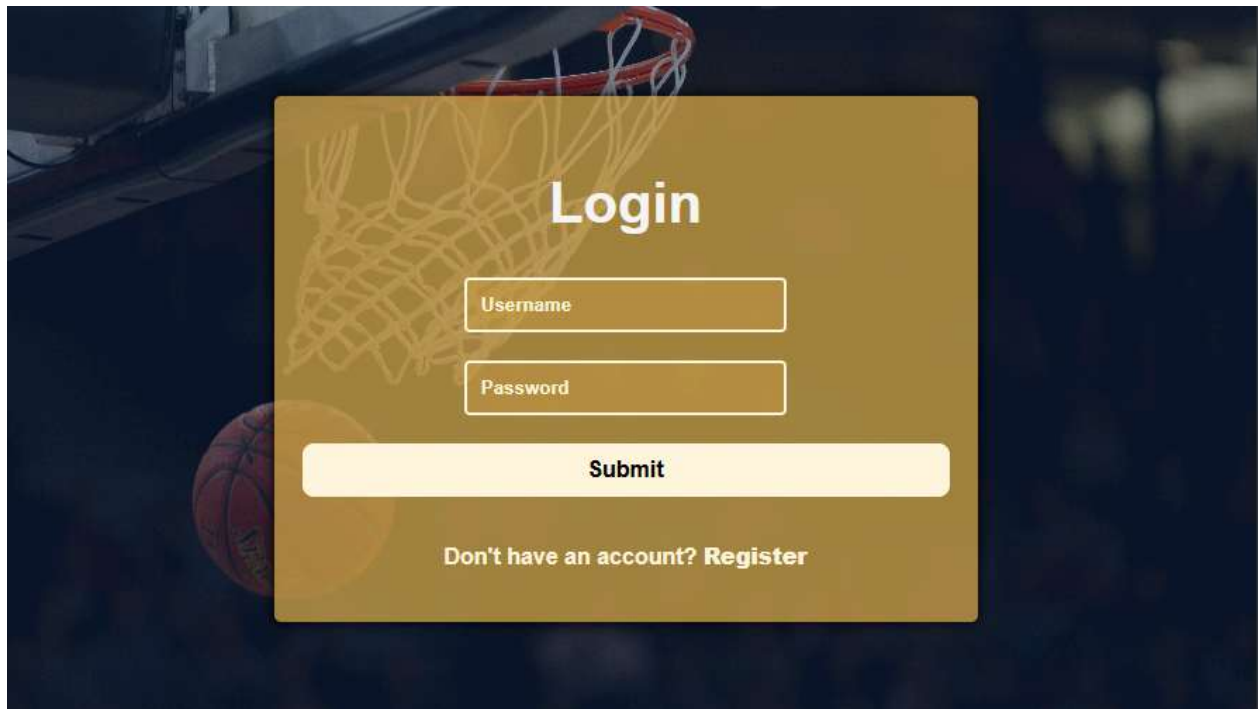 Login
Username
Password
Submit
Don't have an account? Register